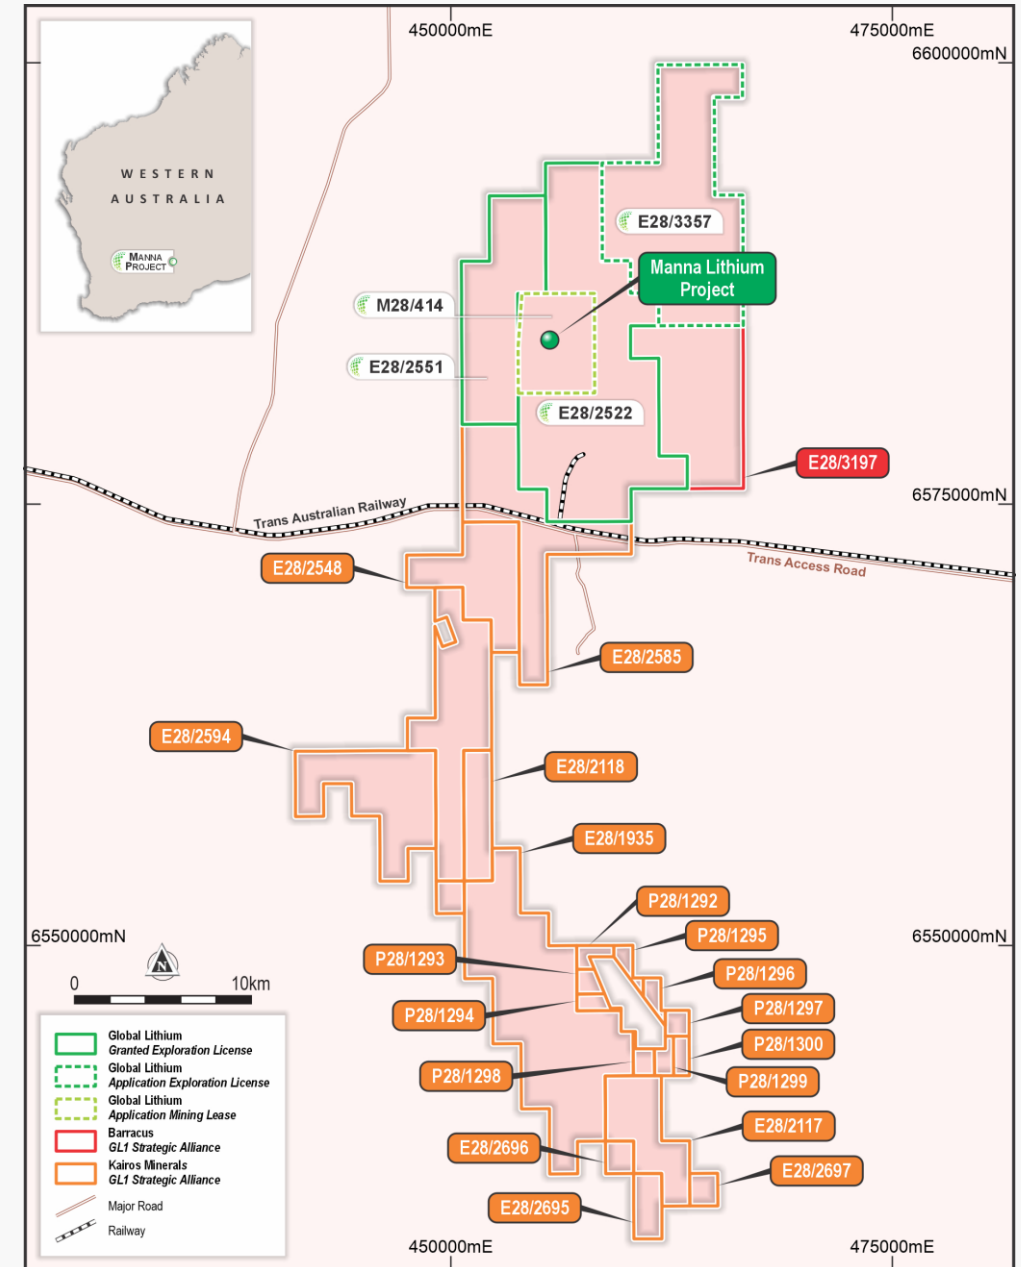 450000mE
475000mE
6600000mN
WESTERN
AUSTRALIA
MANNA
PROJECT
E28/3357
Manna Lithium
Project
M28/414
E28/2551
E28/2522
E28/3197
6575000mN
Trans Australian Railway
Trans Access Road
E28/2548
E28/2585
E28/2594
E28/2118
E28/1935
P28/1292
6550000mN
P28/1295
6550000mN
P28/1293
P28/1296
N
0
10km
P28/1294
P28/1297
P28/1300
P28/1298
P28/1299
Global Lithium
Granted Exploration License
Global Lithium
Application Exploration License
Global Lithium
Application Mining Lease
Barracus
GL1 Strategic Alliance
Kairos Minerals
GL1 Strategic Alliance
Major Road
Railway
E28/2117
E28/2696
E28/2697
E28/2695
450000mE
475000mE